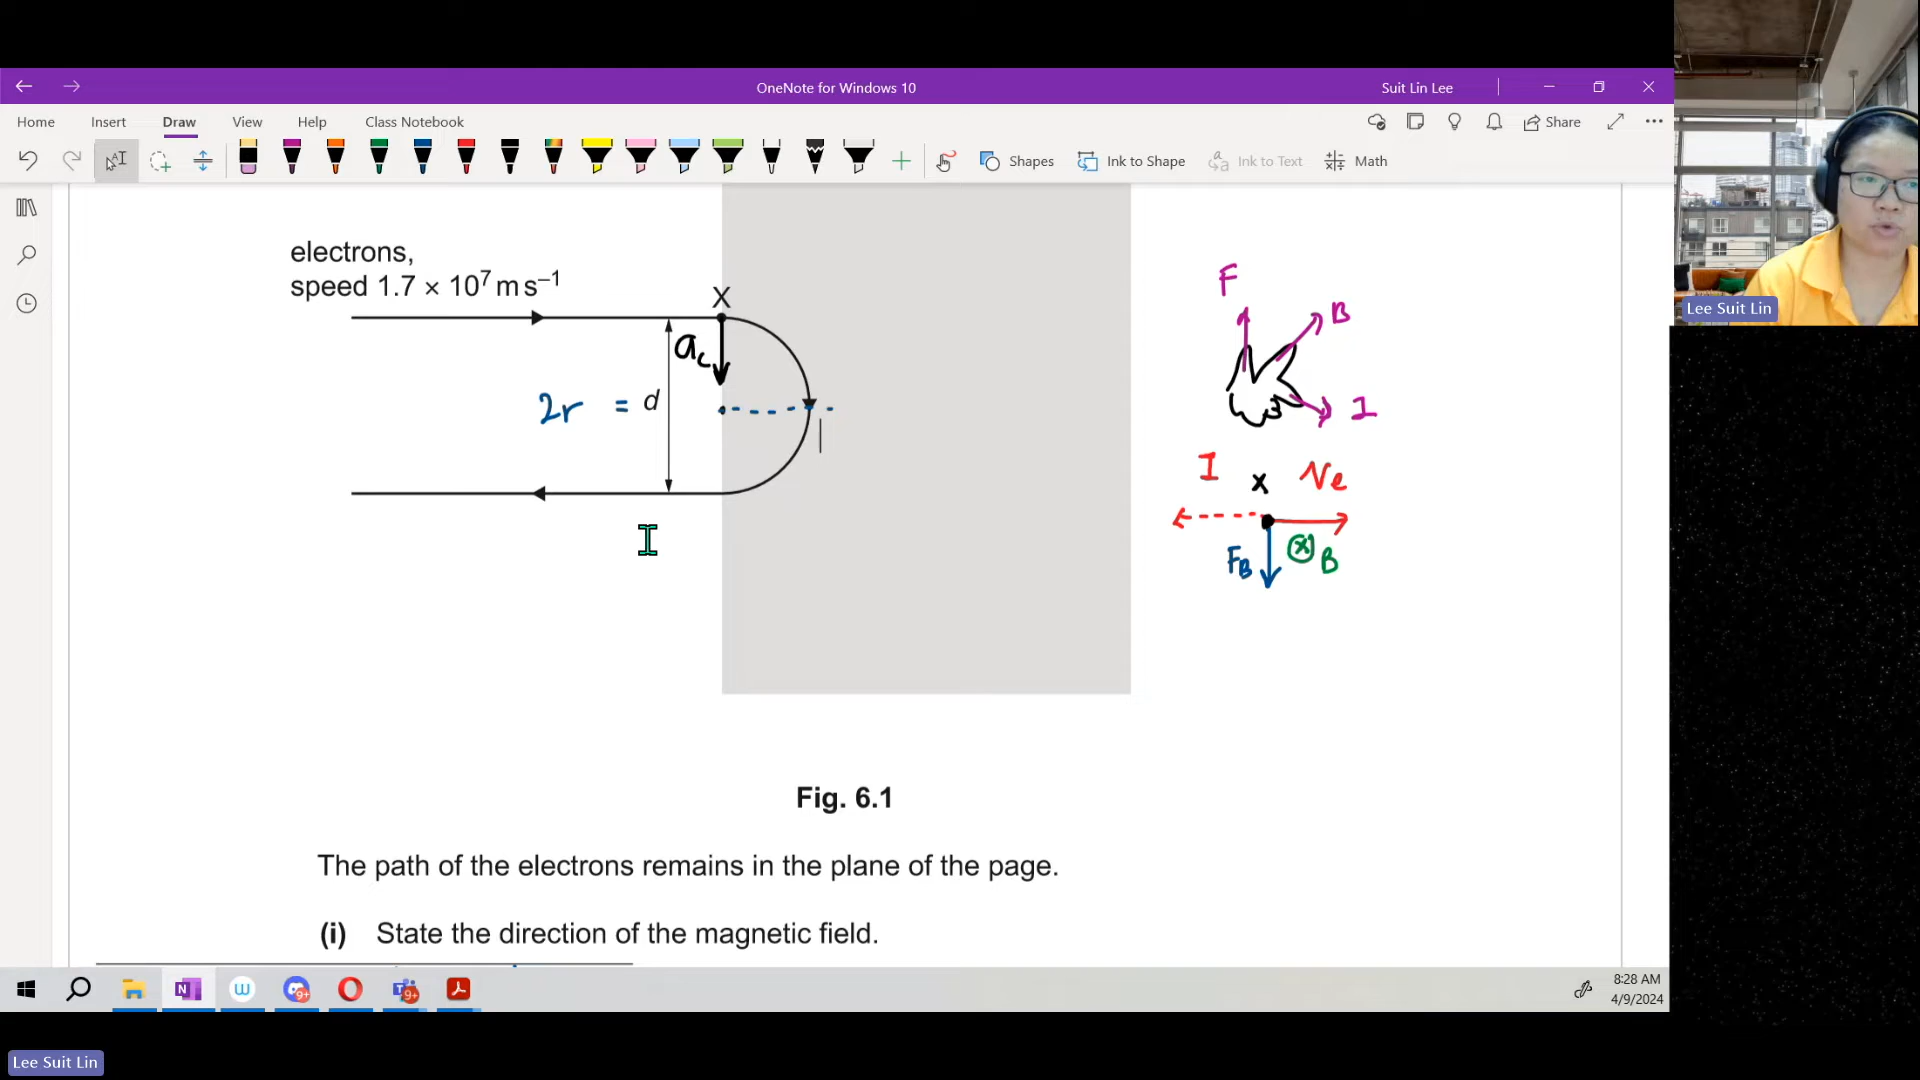 OneNote for Windows 10
Suit Lin Lee
Home Insert Draw View Help Class Notebook
Share
Shapes Ink to Shape Ink to Text Math
electrons,
speed 1.7 × 10⁷ m s⁻¹
X
a_c
2r = d
F
B
I
I x Ve
F_B ⊗ B
Fig. 6.1
The path of the electrons remains in the plane of the page.
(i) State the direction of the magnetic field.
8:28 AM
4/9/2024
Lee Suit Lin
Lee Suit Lin